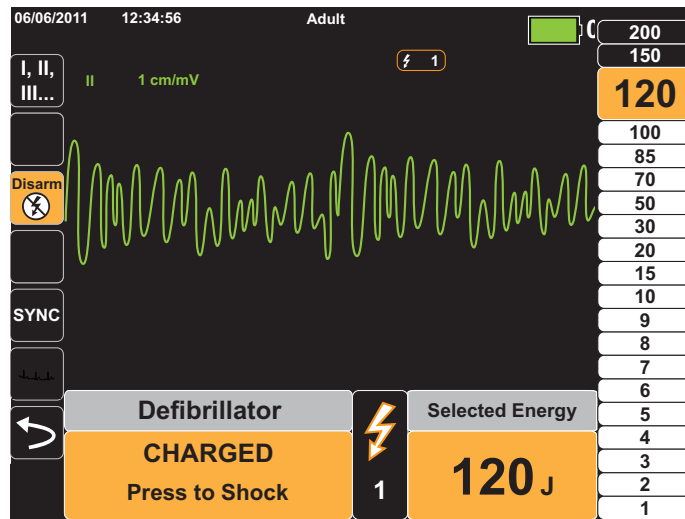 06/06/2011 12:34:56 Adult
I, II,
III...
II 1 cm/mV
1
Disarm
SYNC
Defibrillator
CHARGED
Press to Shock
1
Selected Energy
120 J
200
150
120
100
85
70
50
30
20
15
10
9
8
7
6
5
4
3
2
1